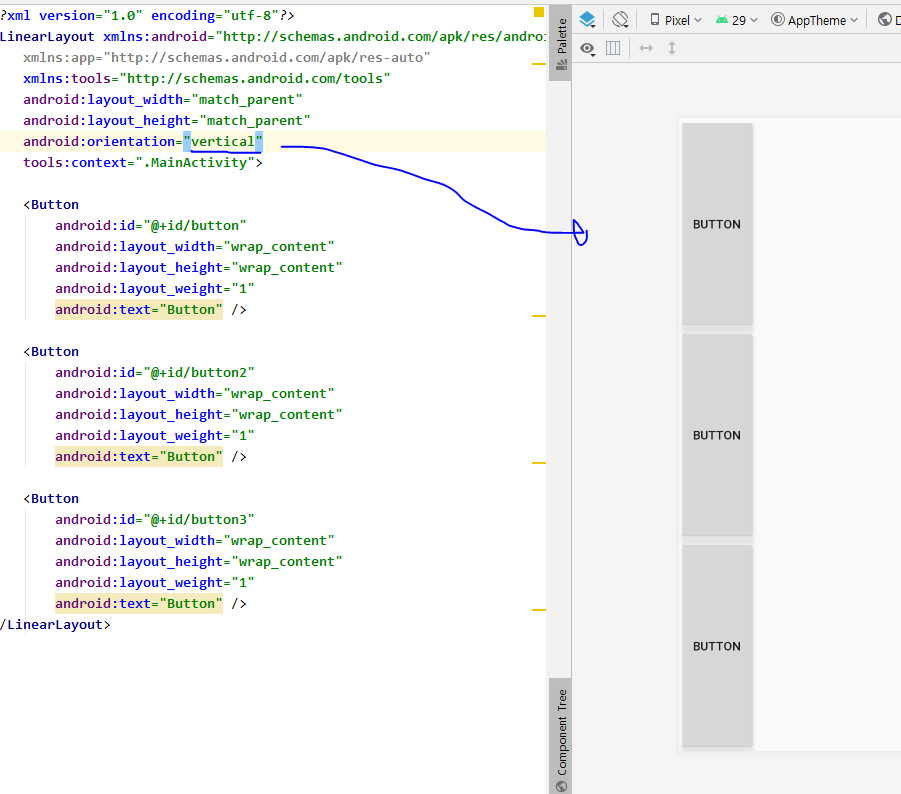 ?xml version="1.0" encoding="utf-8"?>
LinearLayout xmlns:android="http://schemas.android.com/apk/res/androi
xmlns:app="http://schemas.android.com/apk/res-auto"
xmlns:tools="http://schemas.android.com/tools"
android:layout_width="match_parent"
android:layout_height="match_parent"
android:orientation="vertical"
tools:context=".MainActivity">
<Button
android:id="@+id/button"
android:layout_width="wrap_content"
android:layout_height="wrap_content"
android:layout_weight="1"
android:text="Button" />
<Button
android:id="@+id/button2"
android:layout_width="wrap_content"
android:layout_height="wrap_content"
android:layout_weight="1"
android:text="Button" />
<Button
android:id="@+id/button3"
android:layout_width="wrap_content"
android:layout_height="wrap_content"
android:layout_weight="1"
android:text="Button" />
/LinearLayout>
Palette
Component Tree
Pixel 29 AppTheme D
BUTTON
BUTTON
BUTTON